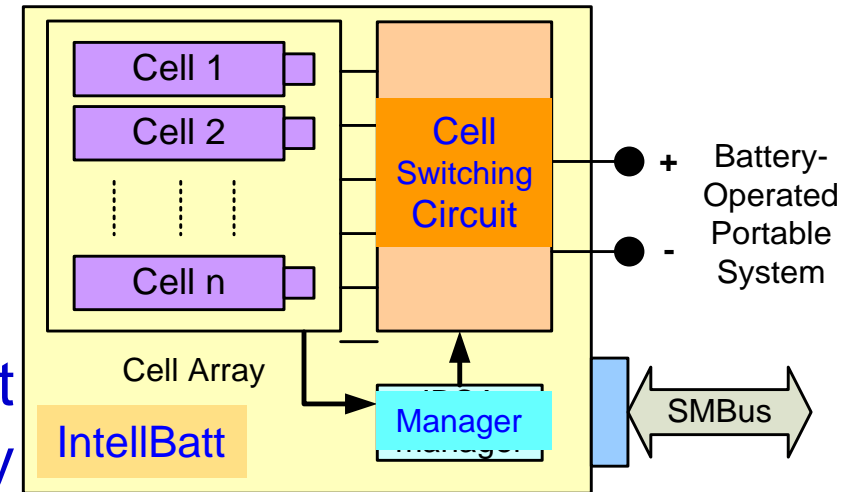 Cell 1
Cell 2
Cell n
Cell
Switching
Circuit
+
-
Battery-
Operated
Portable
System
Cell Array
Manager
IntellBatt
SMBus
t
y